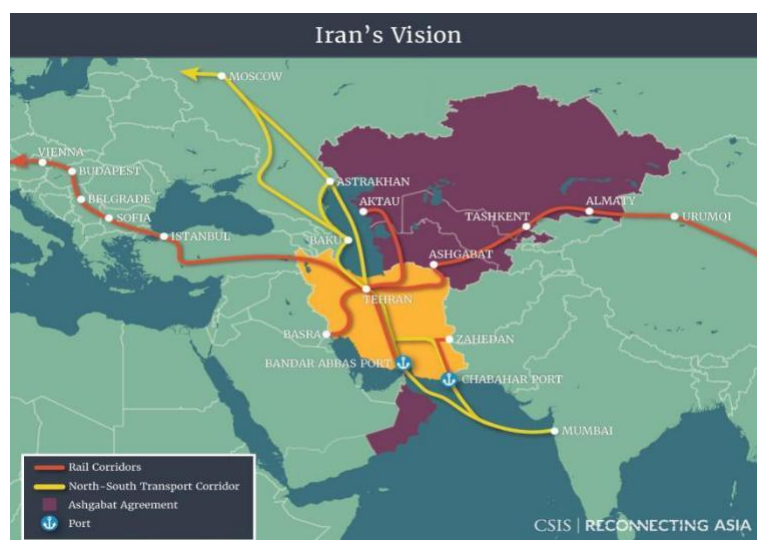 Iran's Vision
MOSCOW
VIENNA
BUDAPEST
BELGRADE
SOFIA
ISTANBUL
ASTRAKHAN
AKTAU
BAKU
TASHKENT
ALMATY
URUMQI
ASHGABAT
TEHRAN
BASRA
ZAHEDAN
BANDAR ABBAS PORT
CHABAHAR PORT
MUMBAI
Rail Corridors
North-South Transport Corridor
Ashgabat Agreement
Port
CSIS | RECONNECTING ASIA